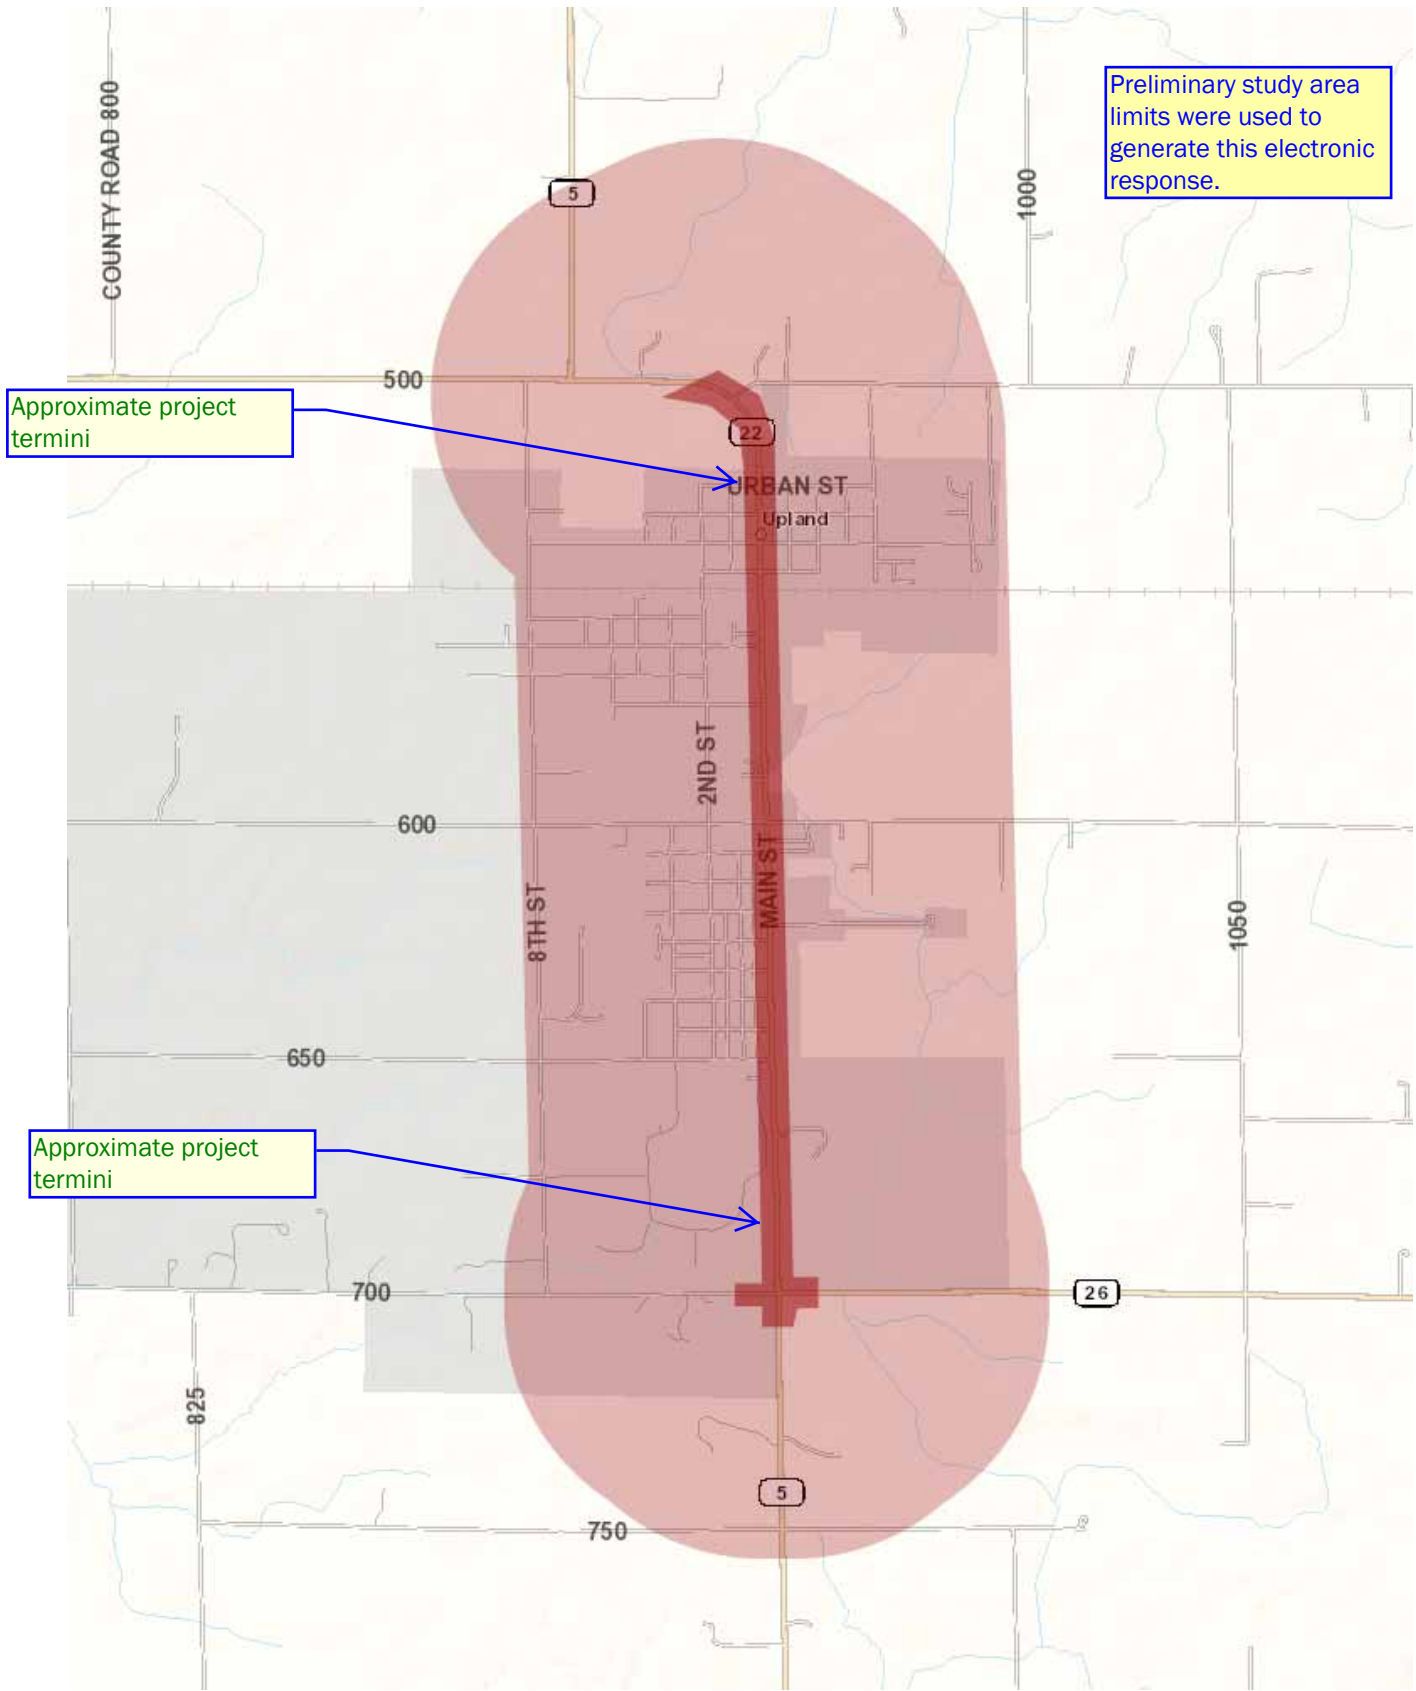 COUNTY ROAD 800
Preliminary study area
limits were used to
generate this electronic
response.
5
1000
500
Approximate project
termini
22
URBAN ST
Upland
2ND ST
600
MAIN ST
8TH ST
1050
650
Approximate project
termini
700
26
825
5
750